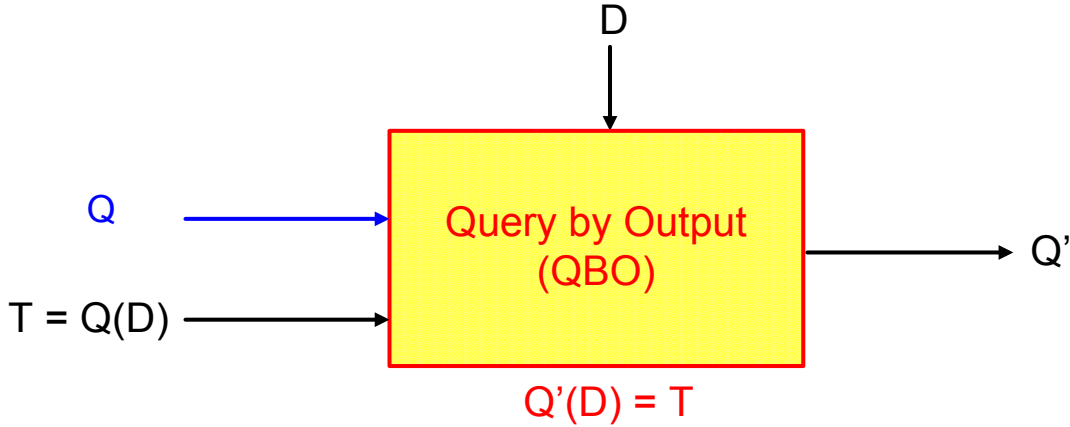 D
Q
Query by Output
(QBO)
Q’
T = Q(D)
Q’(D) = T